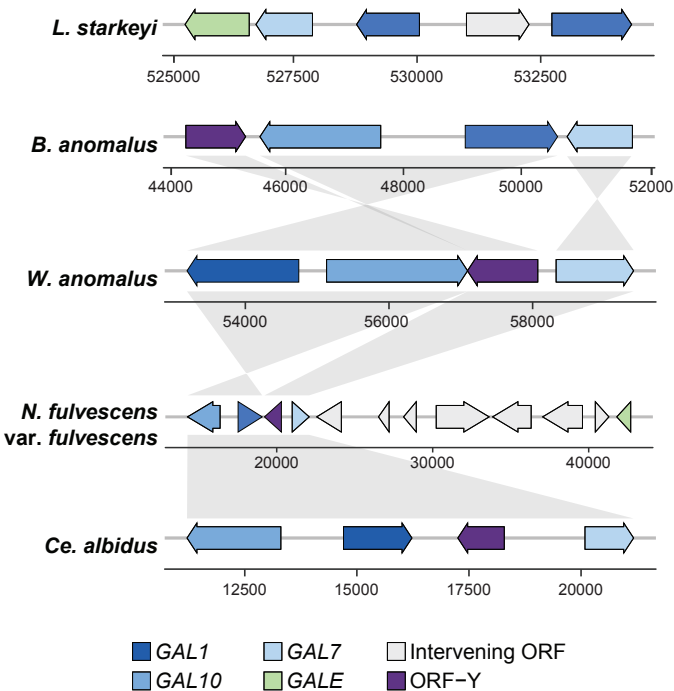 L. starkeyi
525000 527500 530000 532500
B. anomalus
44000 46000 48000 50000 52000
W. anomalus
54000 56000 58000
N. fulvescens
var. fulvescens
20000 30000 40000
Ce. albidus
12500 15000 17500 20000
GAL1 GAL7 Intervening ORF
GAL10 GALE ORF−Y